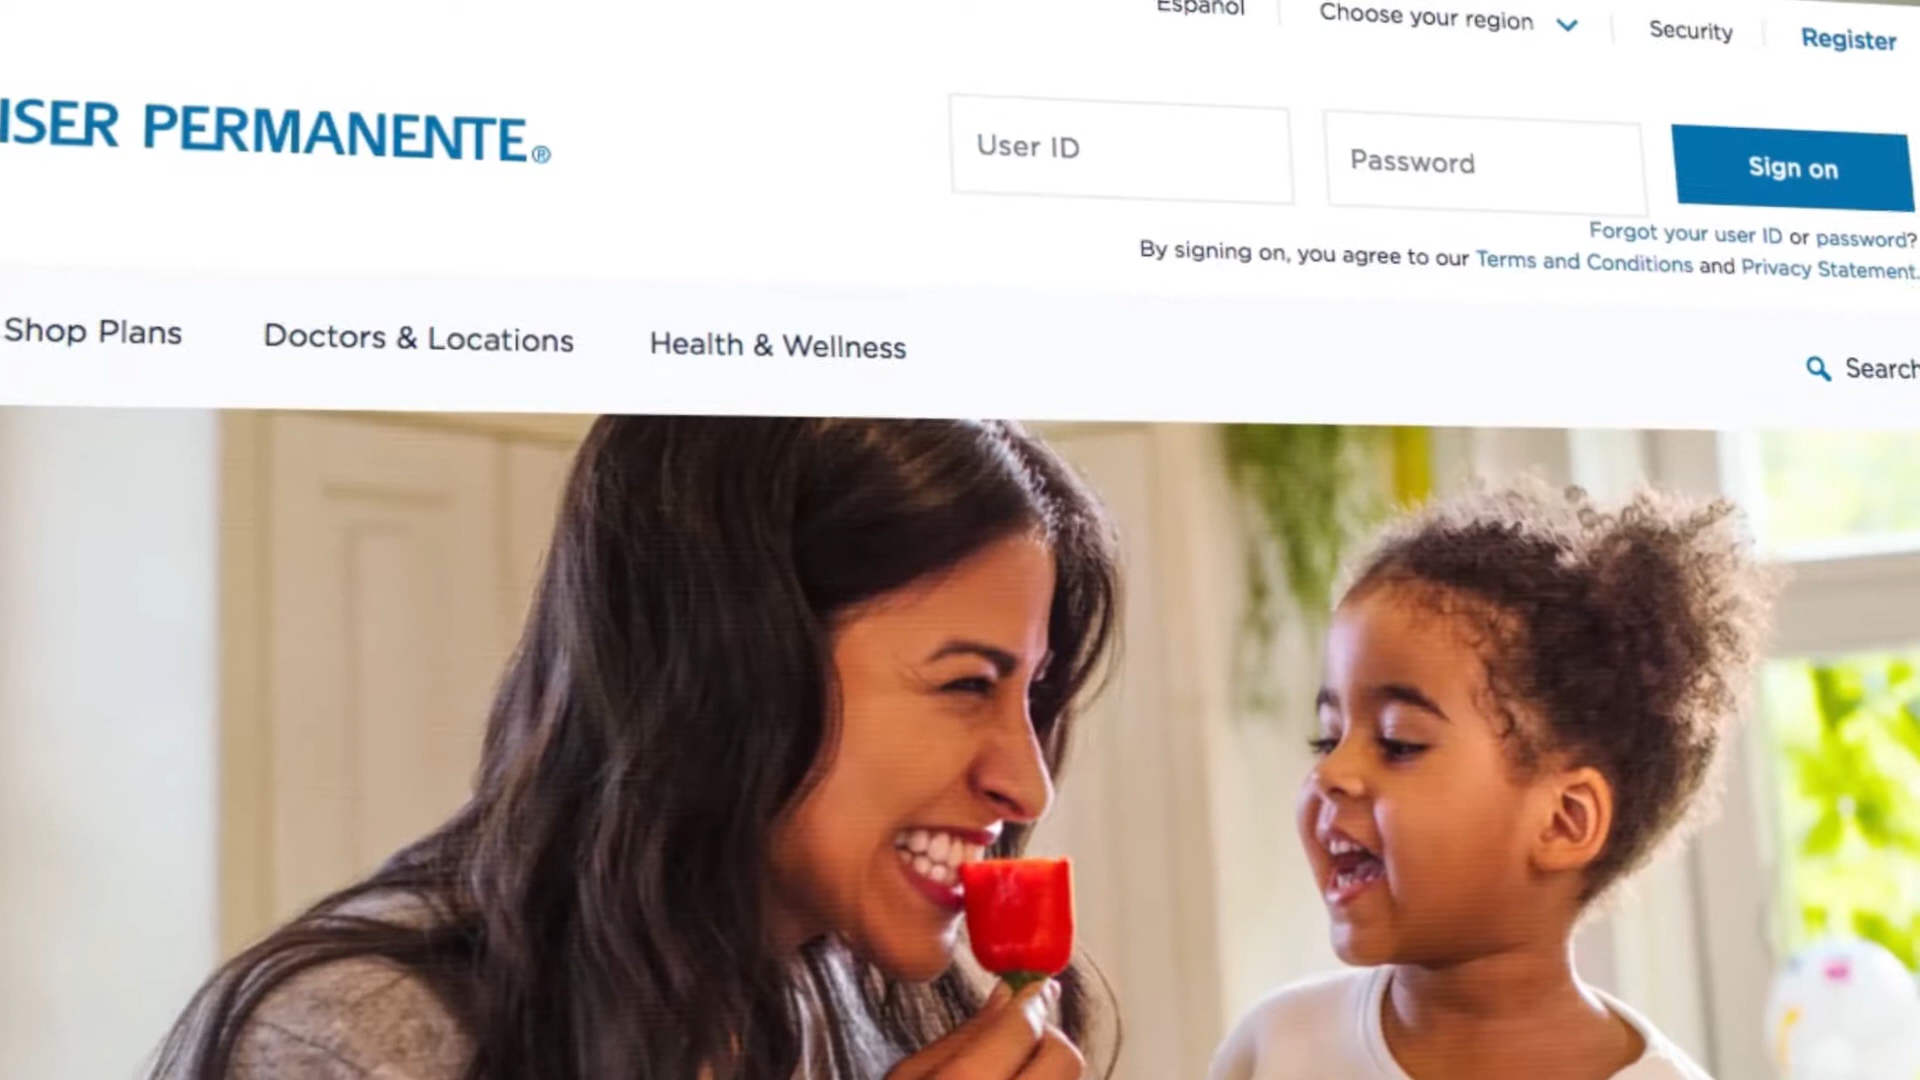 Español
Choose your region
Security
Register
ISER PERMANENTE®
User ID
Password
Sign on
Forgot your user ID or password?
By signing on, you agree to our Terms and Conditions and Privacy Statement.
Shop Plans
Doctors & Locations
Health & Wellness
Search